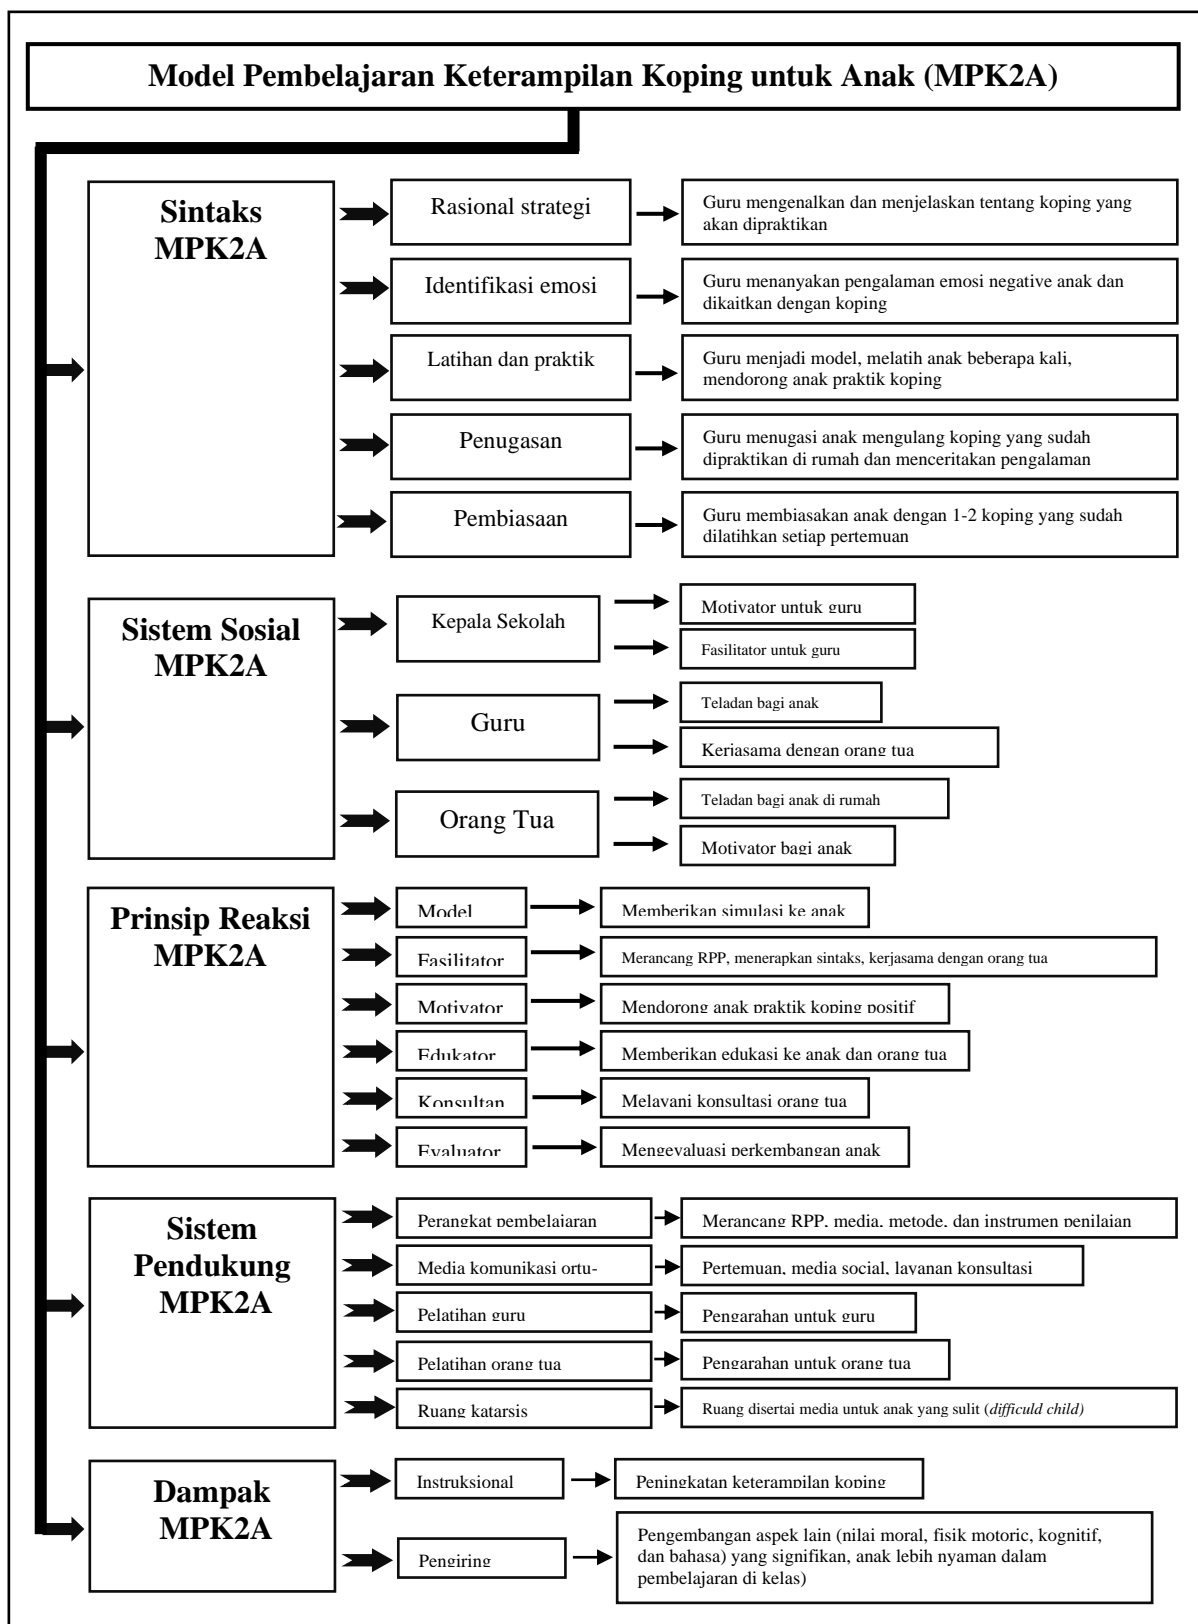 Model Pembelajaran Keterampilan Koping untuk Anak (MPK2A)
Sintaks
MPK2A
Rasional strategi
Guru mengenalkan dan menjelaskan tentang koping yang
akan dipraktikan
Identifikasi emosi
Guru menanyakan pengalaman emosi negative anak dan
dikaitkan dengan koping
Latihan dan praktik
Guru menjadi model, melatih anak beberapa kali,
mendorong anak praktik koping
Penugasan
Guru menugasi anak mengulang koping yang sudah
dipraktikan di rumah dan menceritakan pengalaman
Pembiasaan
Guru membiasakan anak dengan 1-2 koping yang sudah
dilatihkan setiap pertemuan
Sistem Sosial
MPK2A
Kepala Sekolah
Motivator untuk guru
Fasilitator untuk guru
Guru
Teladan bagi anak
Kerjasama dengan orang tua
Orang Tua
Teladan bagi anak di rumah
Motivator bagi anak
Prinsip Reaksi
MPK2A
Model
Memberikan simulasi ke anak
Fasilitator
Merancang RPP, menerapkan sintaks, kerjasama dengan orang tua
Motivator
Mendorong anak praktik koping positif
Edukator
Memberikan edukasi ke anak dan orang tua
Konsultan
Melayani konsultasi orang tua
Evaluator
Mengevaluasi perkembangan anak
Sistem
Pendukung
MPK2A
Perangkat pembelajaran
Merancang RPP, media, metode, dan instrumen penilaian
Media komunikasi ortu-
Pertemuan, media social, layanan konsultasi
Pelatihan guru
Pengarahan untuk guru
Pelatihan orang tua
Pengarahan untuk orang tua
Ruang katarsis
Ruang disertai media untuk anak yang sulit (difficuld child)
Dampak
MPK2A
Instruksional
Peningkatan keterampilan koping
Pengiring
Pengembangan aspek lain (nilai moral, fisik motoric, kognitif,
dan bahasa) yang signifikan, anak lebih nyaman dalam
pembelajaran di kelas)